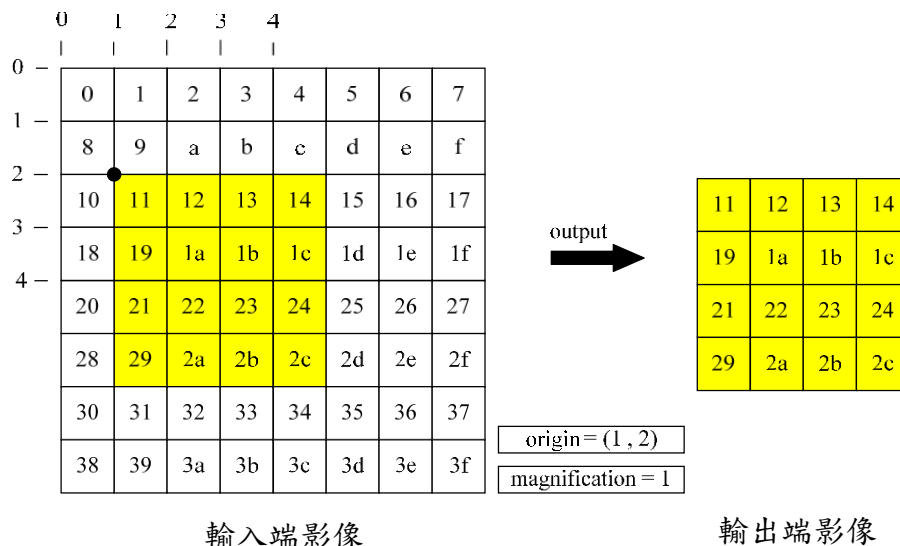 0 1 2 3 4
0
0 1 2 3 4 5 6 7
1
8 9 a b c d e f
2
10 11 12 13 14 15 16 17
3
18 19 1a 1b 1c 1d 1e 1f
4
20 21 22 23 24 25 26 27
28 29 2a 2b 2c 2d 2e 2f
30 31 32 33 34 35 36 37
38 39 3a 3b 3c 3d 3e 3f
output
11 12 13 14
19 1a 1b 1c
21 22 23 24
29 2a 2b 2c
origin = (1 , 2)
magnification = 1
輸入端影像
輸出端影像